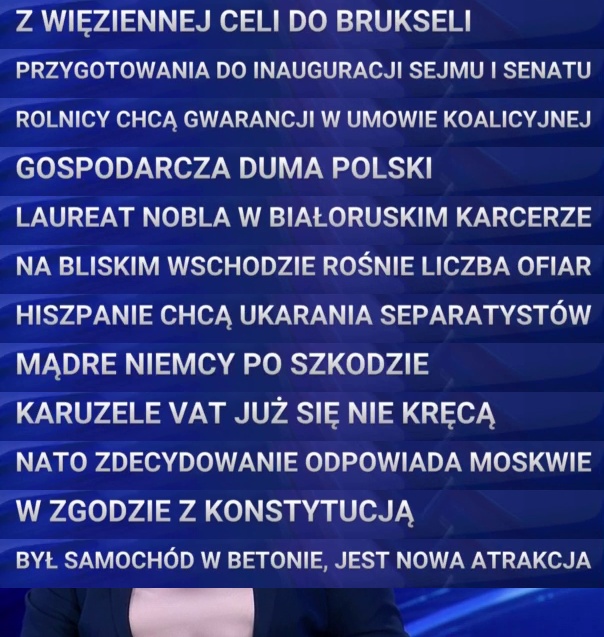 Z WIĘZIENNEJ CELI DO BRUKSELI
PRZYGOTOWANIA DO INAUGURACJI SEJMU I SENATU
ROLNICY CHCĄ GWARANCJI W UMOWIE KOALICYJNEJ
GOSPODARCZA DUMA POLSKI
LAUREAT NOBLA W BIAŁORUSKIM KARCERZE
NA BLISKIM WSCHODZIE ROŚNIE LICZBA OFIAR
HISZPANIE CHCĄ UKARANIA SEPARATYSTÓW
MĄDRE NIEMCY PO SZKODZIE
KARUZELE VAT JUŻ SIĘ NIE KRĘCĄ
NATO ZDECYDOWANIE ODPOWIADA MOSKWIE
W ZGODZIE Z KONSTYTUCJĄ
BYŁ SAMOCHÓD W BETONIE, JEST NOWA ATRAKCJA